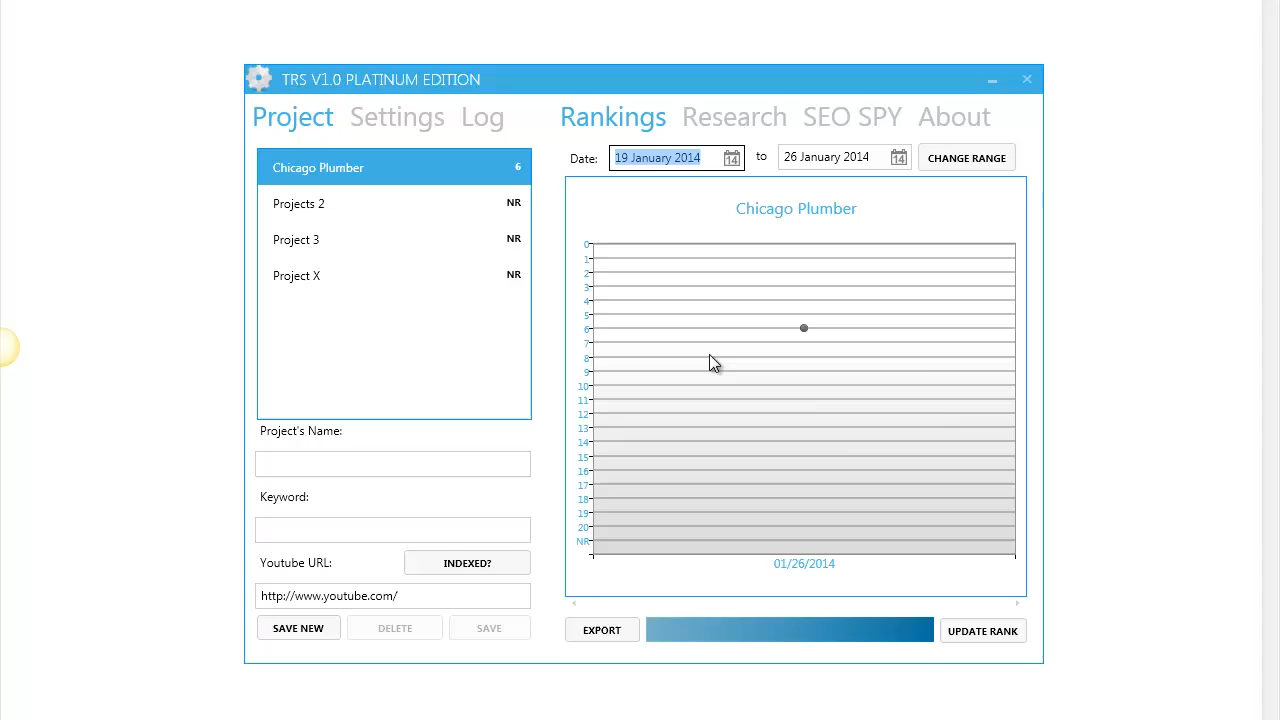 TRS V1.0 PLATINUM EDITION
Project Settings Log
Rankings Research SEO SPY About
Chicago Plumber 6
Projects 2 NR
Project 3 NR
Project X NR
Project's Name:
Keyword:
Youtube URL:
INDEXED?
http://www.youtube.com/
SAVE NEW
DELETE
SAVE
Date: 19 January 2014 14 to 26 January 2014 14 CHANGE RANGE
Chicago Plumber
0
1
2
3
4
5
6
7
8
9
10
11
12
13
14
15
16
17
18
19
20
NR
01/26/2014
EXPORT
UPDATE RANK